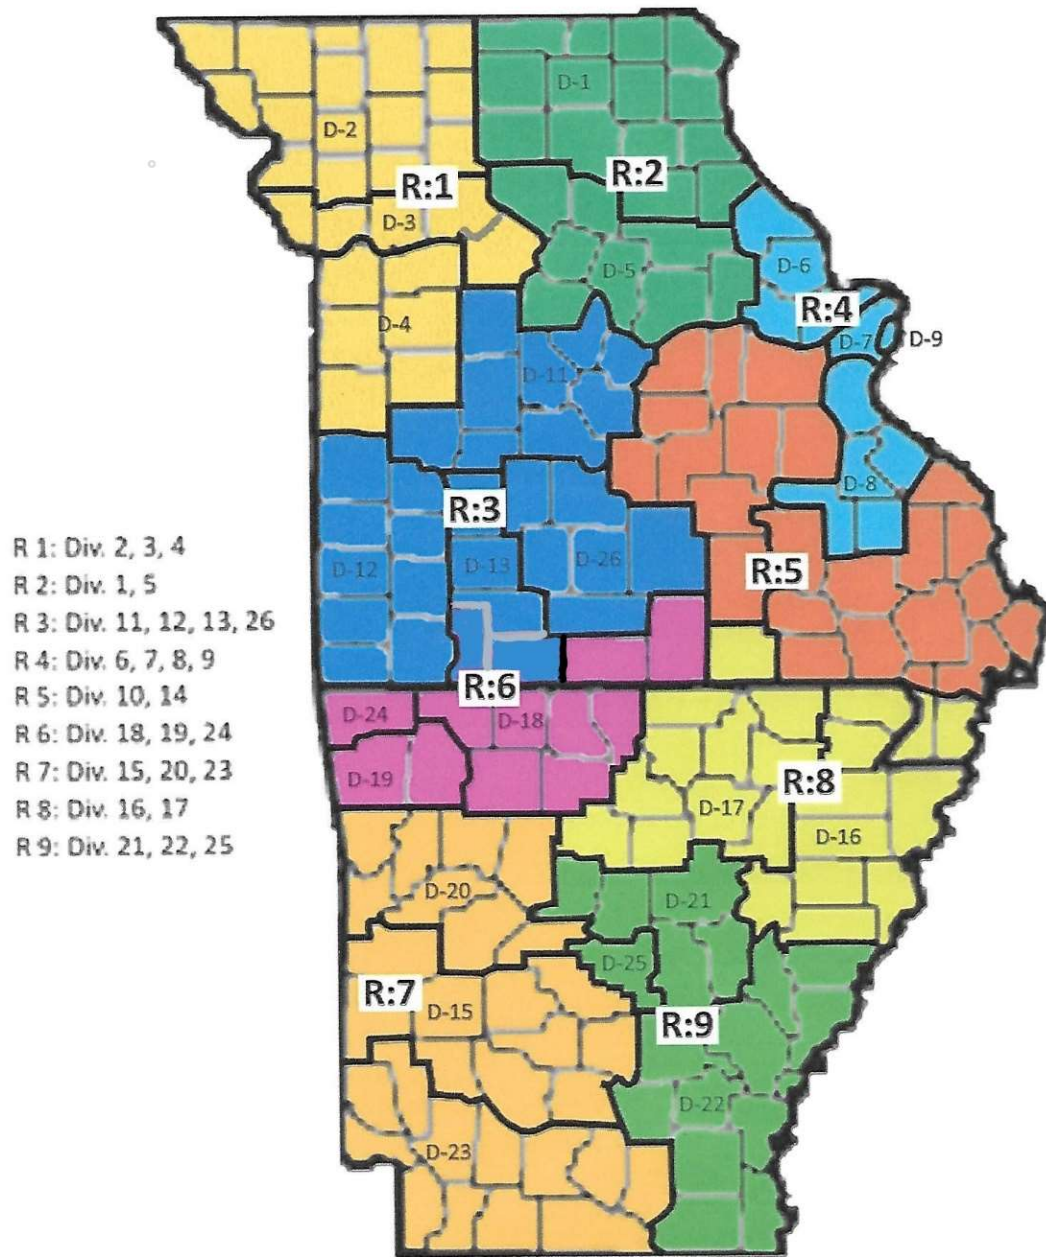 D-1
D-2
R:1
R:2
D-3
D-5
D-6
R:4
D-4
D-7
D-9
D-11
D-8
R:3
R 1: Div. 2, 3, 4
R 2: Div. 1, 5
R 3: Div. 11, 12, 13, 26
R 4: Div. 6, 7, 8, 9
R 5: Div. 10, 14
R 6: Div. 18, 19, 24
R 7: Div. 15, 20, 23
R 8: Div. 16, 17
R 9: Div. 21, 22, 25
D-12
D-13
D-26
R:5
R:6
D-24
D-18
D-19
R:8
D-17
D-16
D-20
D-21
D-25
R:7
D-15
R:9
D-22
D-23